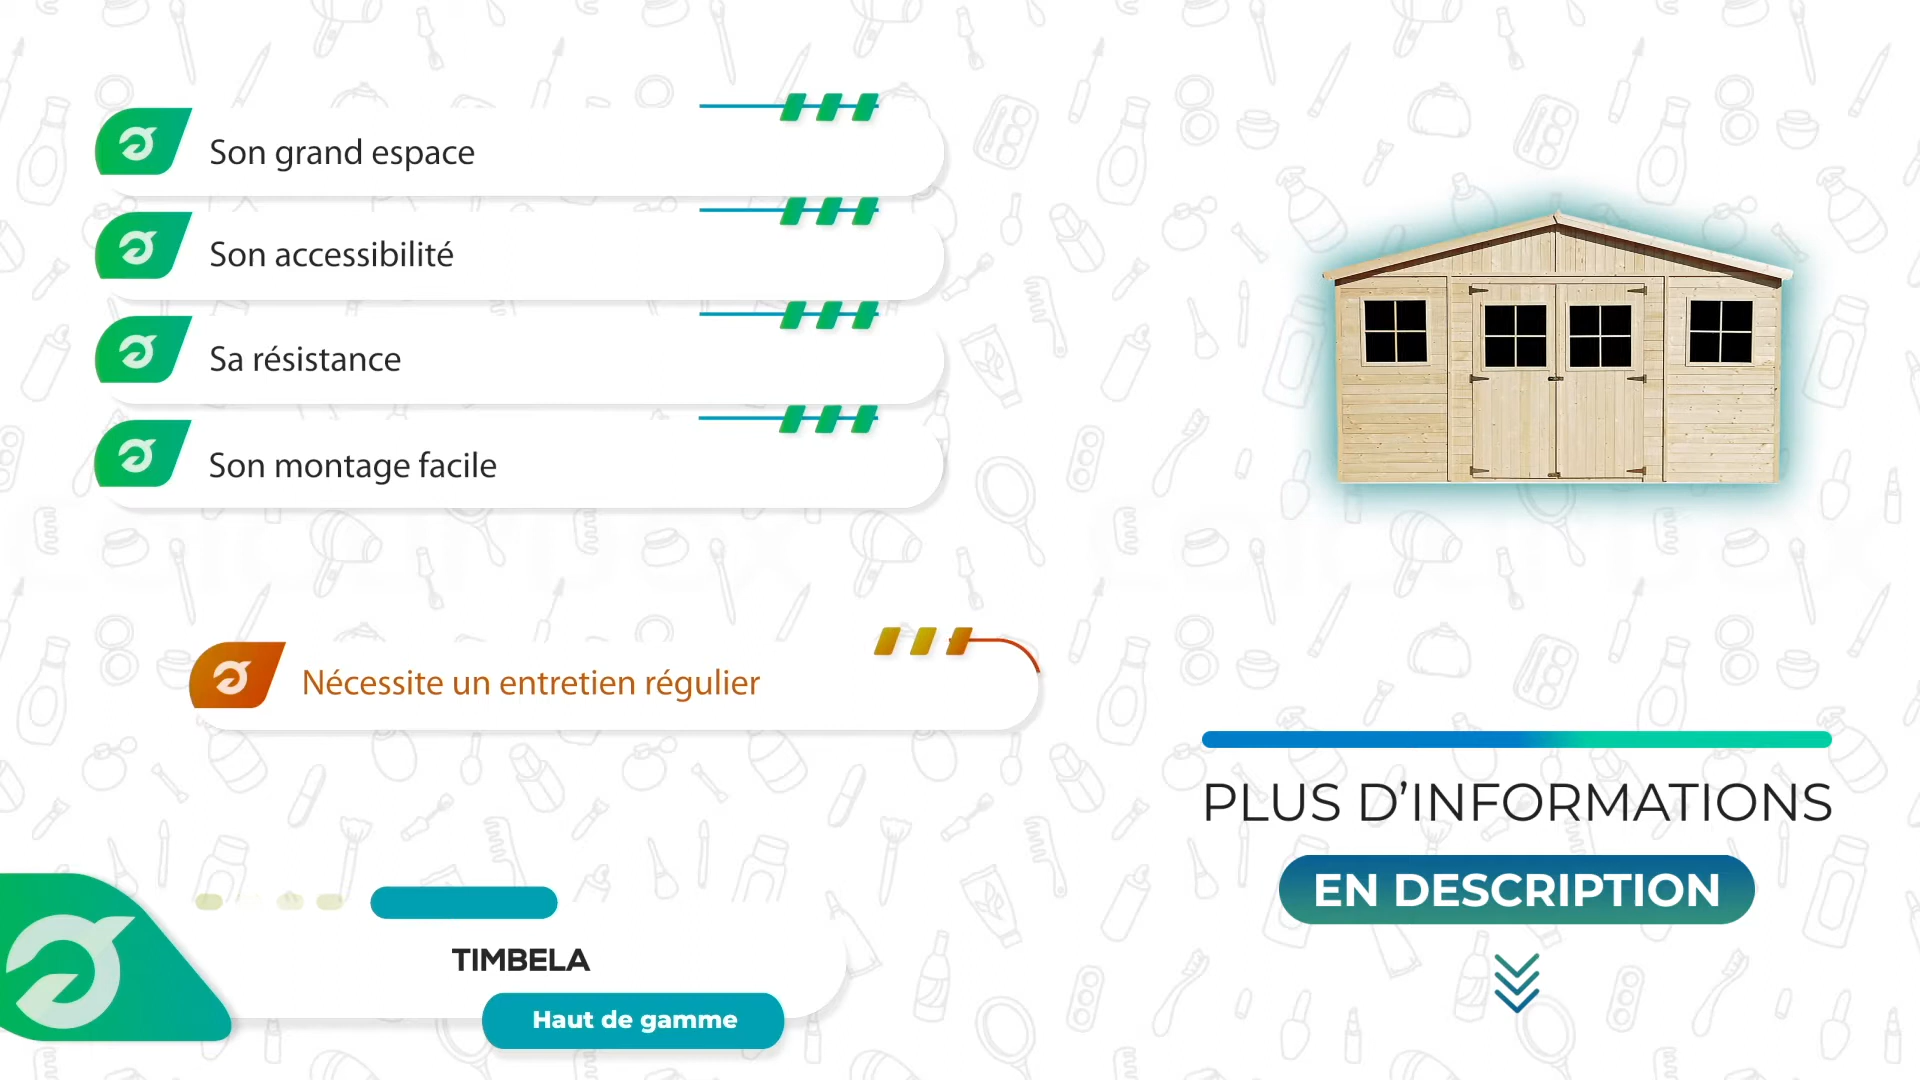 Son grand espace
Son accessibilité
Sa résistance
Son montage facile
Nécessite un entretien régulier
PLUS D’INFORMATIONS
EN DESCRIPTION
TIMBELA
Haut de gamme